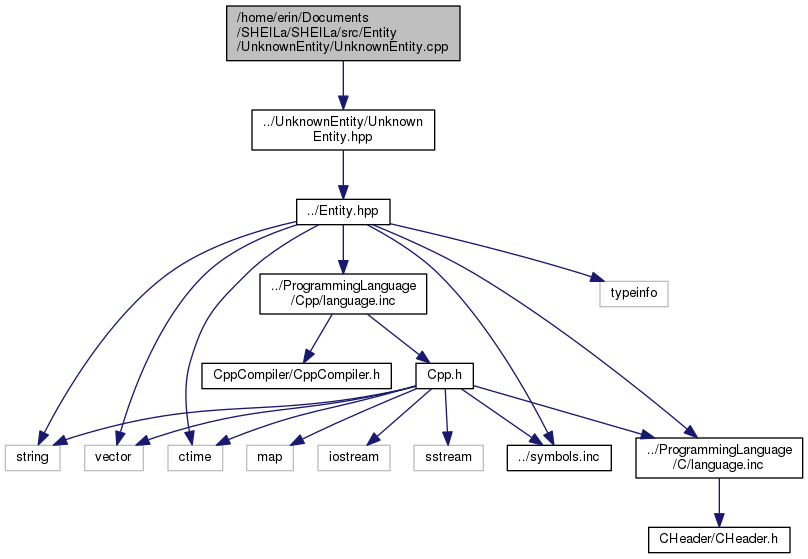 /home/erin/Documents
/SHEILa/SHEILa/src/Entity
/UnknownEntity/UnknownEntity.cpp
../UnknownEntity/Unknown
Entity.hpp
../Entity.hpp
../ProgrammingLanguage
/Cpp/language.inc
typeinfo
CppCompiler/CppCompiler.h
Cpp.h
string
vector
ctime
map
iostream
sstream
../symbols.inc
../ProgrammingLanguage
/C/language.inc
CHeader/CHeader.h